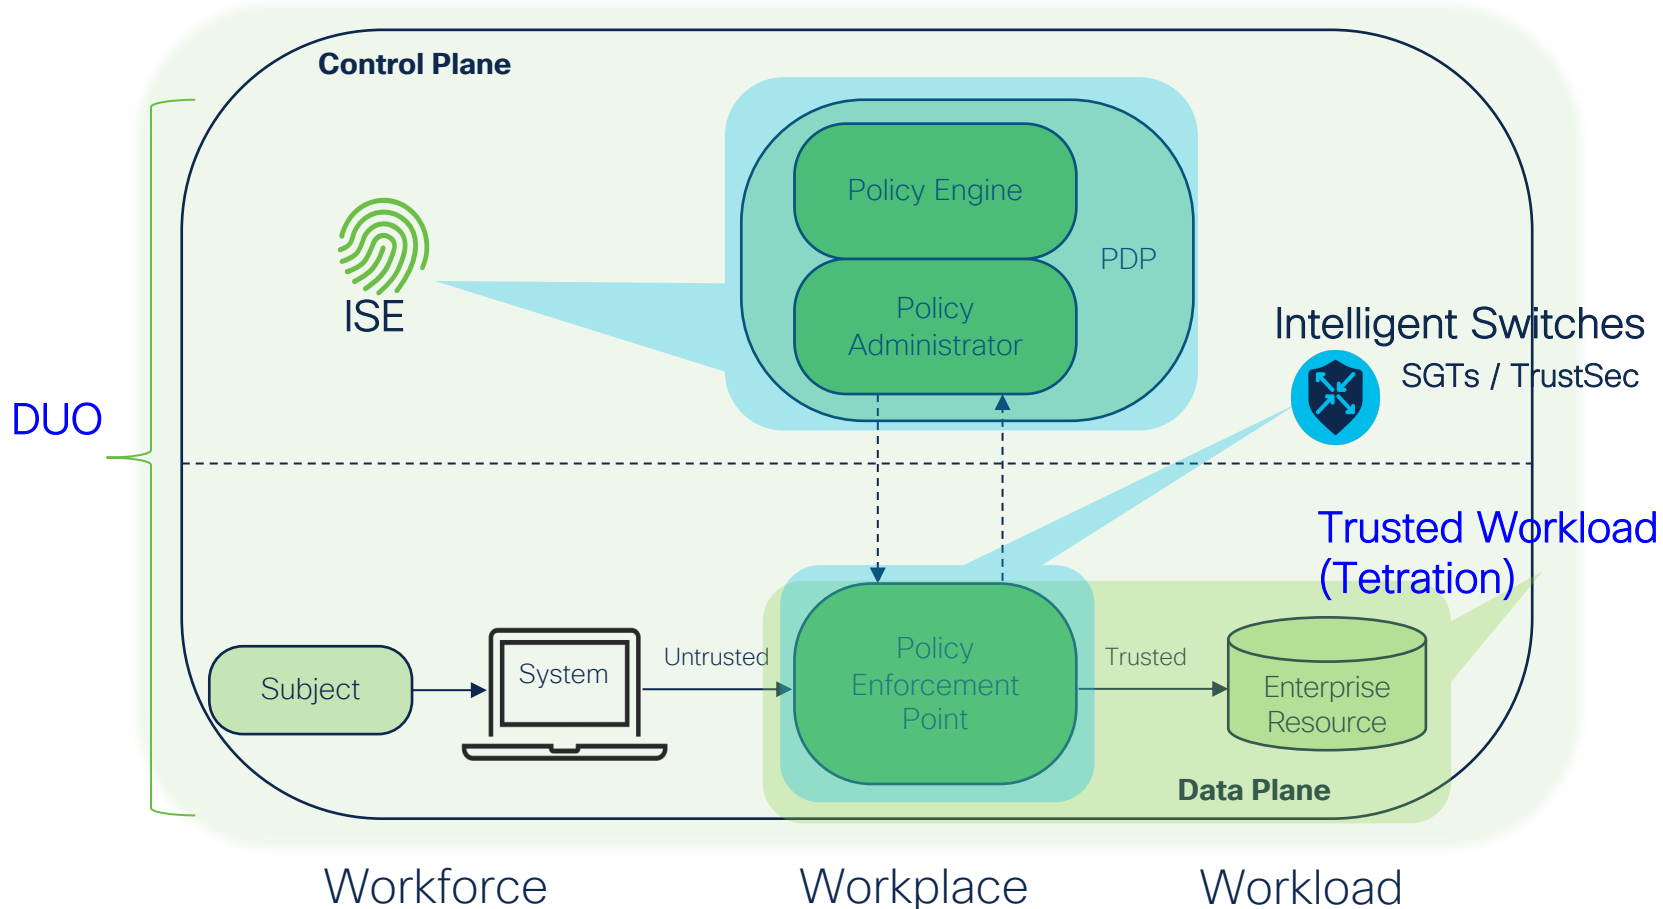 Control Plane
Policy Engine
PDP
Policy
Administrator
ISE
Intelligent Switches
SGTs / TrustSec
DUO
Trusted Workload
(Tetration)
Subject
System
Untrusted
Policy
Enforcement
Point
Trusted
Enterprise
Resource
Data Plane
Workforce
Workplace
Workload